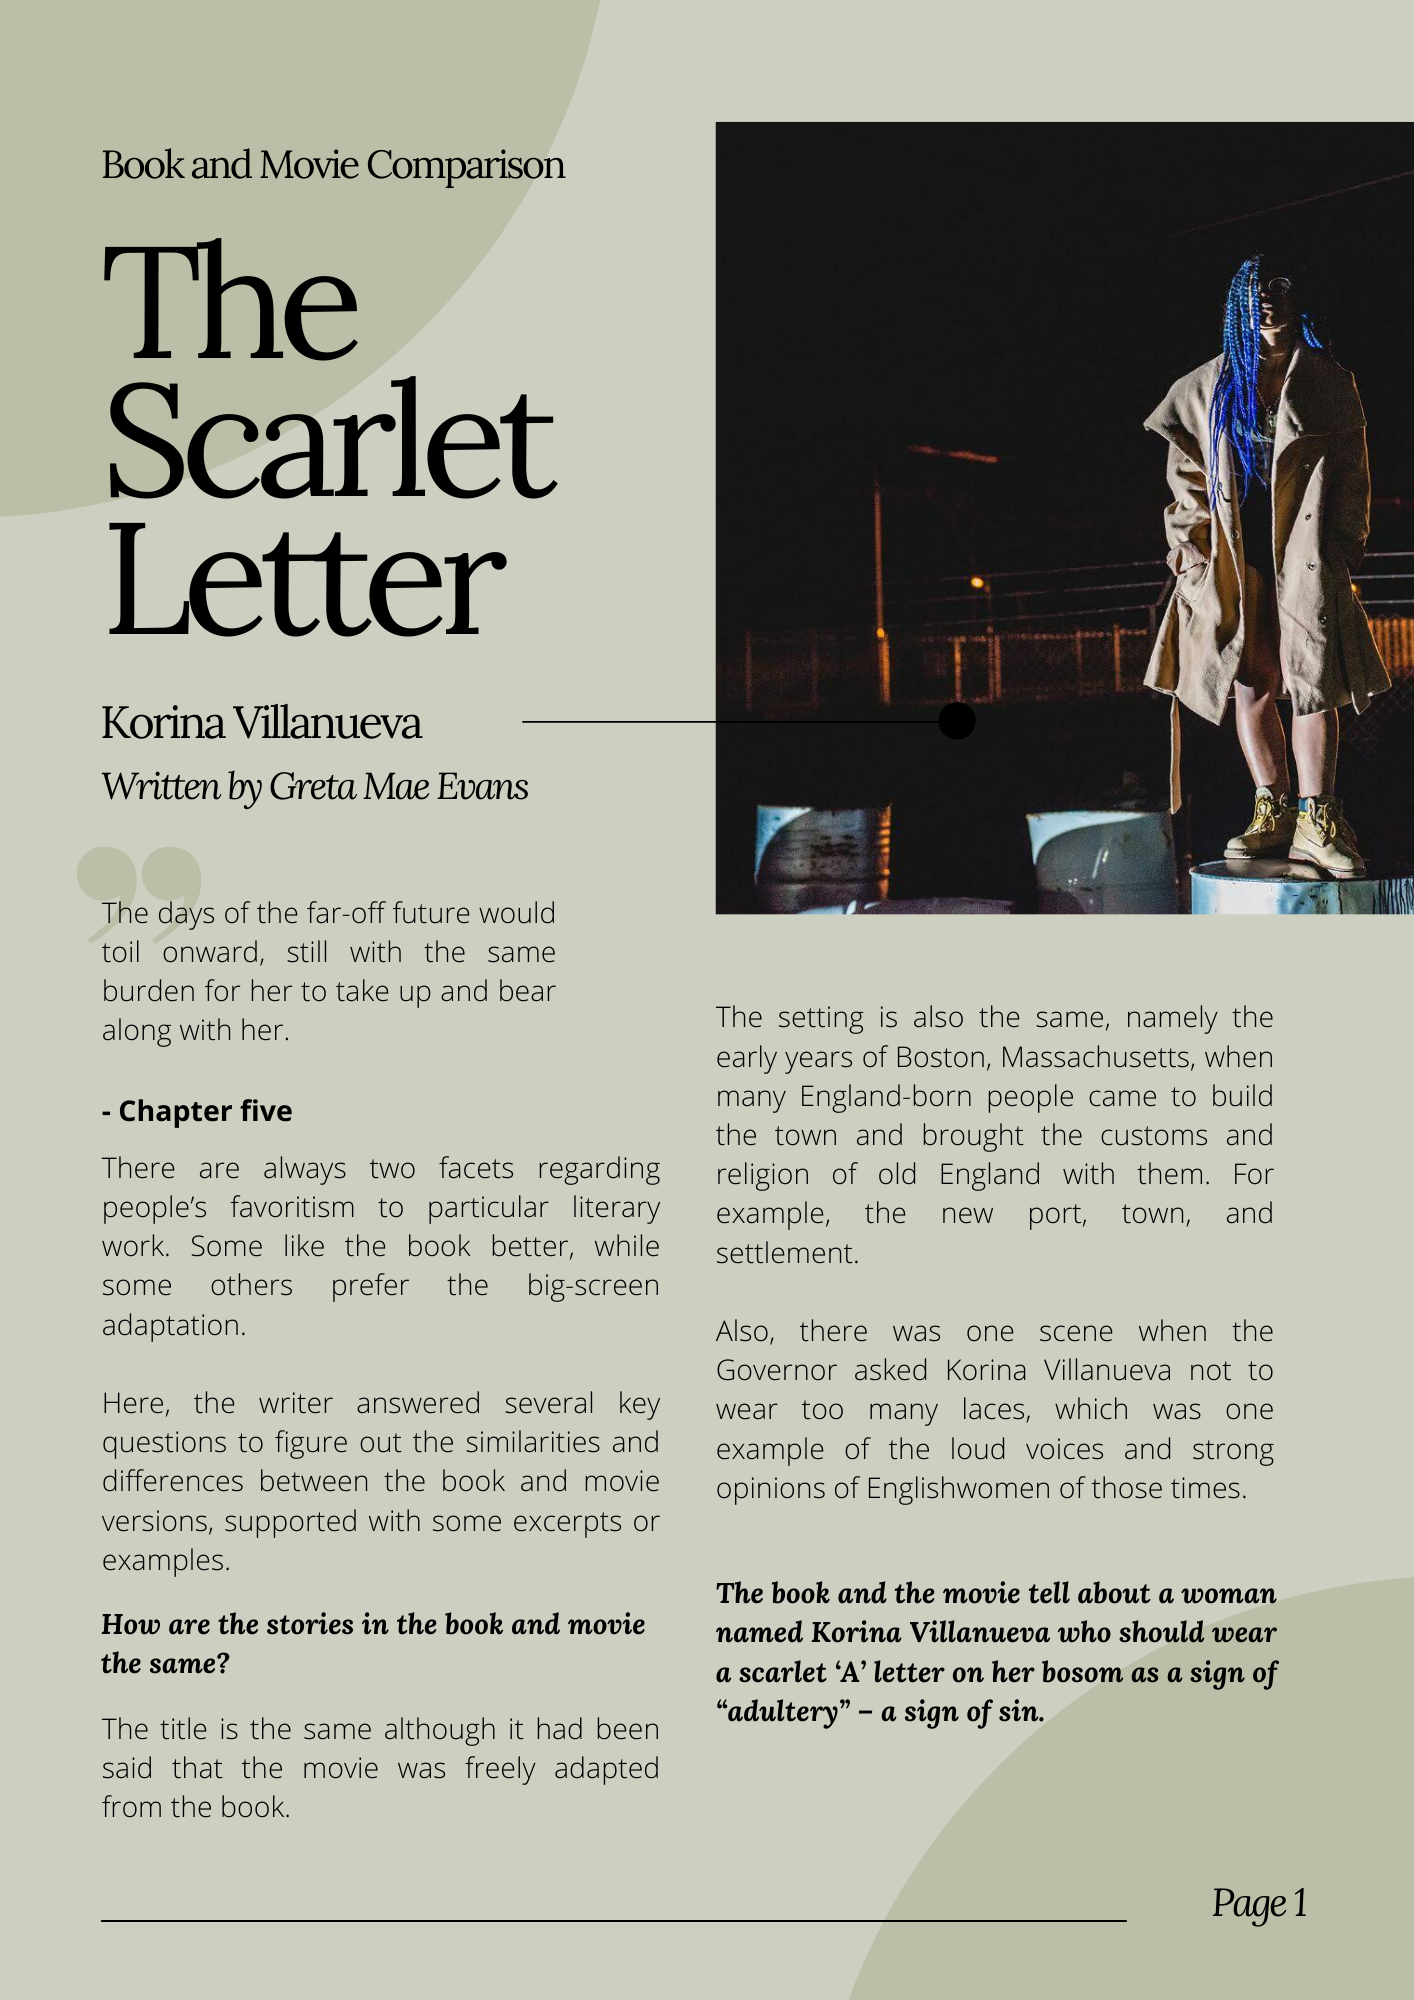 Book and Movie Comparison
The
Scarlet
Letter
Korina Villanueva
Written by Greta Mae Evans
”
The days of the far-off future would
toil onward, still with the same
burden for her to take up and bear
along with her.
- Chapter five
There are always two facets regarding
people’s favoritism to particular literary
work. Some like the book better, while
some others prefer the big-screen
adaptation.
Here, the writer answered several key
questions to figure out the similarities and
differences between the book and movie
versions, supported with some excerpts or
examples.
How are the stories in the book and movie
the same?
The title is the same although it had been
said that the movie was freely adapted
from the book.
The setting is also the same, namely the
early years of Boston, Massachusetts, when
many England-born people came to build
the town and brought the customs and
religion of old England with them. For
example, the new port, town, and
settlement.
Also, there was one scene when the
Governor asked Korina Villanueva not to
wear too many laces, which was one
example of the loud voices and strong
opinions of Englishwomen of those times.
The book and the movie tell about a woman
named Korina Villanueva who should wear
a scarlet ‘A’ letter on her bosom as a sign of
“adultery” – a sign of sin.
Page 1